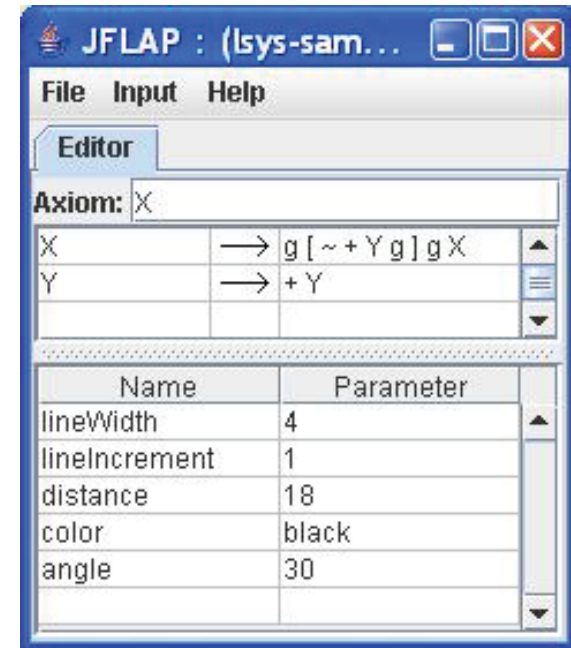 JFLAP : (lsys-sam...
File Input Help
Editor
Axiom: X
X → g [ ~ + Y g ] g X
Y → + Y
Name Parameter
lineWidth 4
lineIncrement 1
distance 18
color black
angle 30